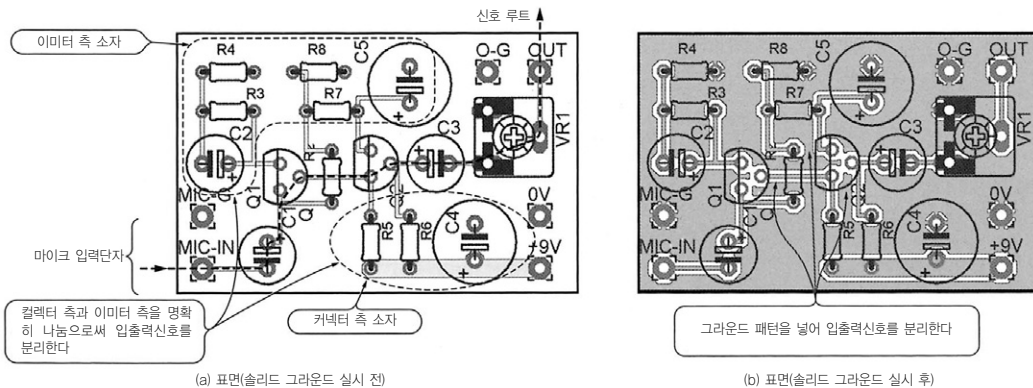 신호 루트
이미터 측 소자
R4
R8
C5
O-G
OUT
R3
R7
C2
C3
VR1
MIC-G
Q1
C1
Q2
0V
마이크 입력단자
MIC-IN
R5
R6
C4
+9V
컬렉터 측과 이미터 측을 명확
히 나눔으로써 입출력신호를
분리한다
커넥터 측 소자
(a) 표면(솔리드 그라운드 실시 전)
R4
R8
C5
O-G
OUT
R3
R7
C2
C3
VR1
MIC-G
Q1
C1
Q2
0V
MIC-IN
R5
R6
C4
+9V
그라운드 패턴을 넣어 입출력신호를 분리한다
(b) 표면(솔리드 그라운드 실시 후)